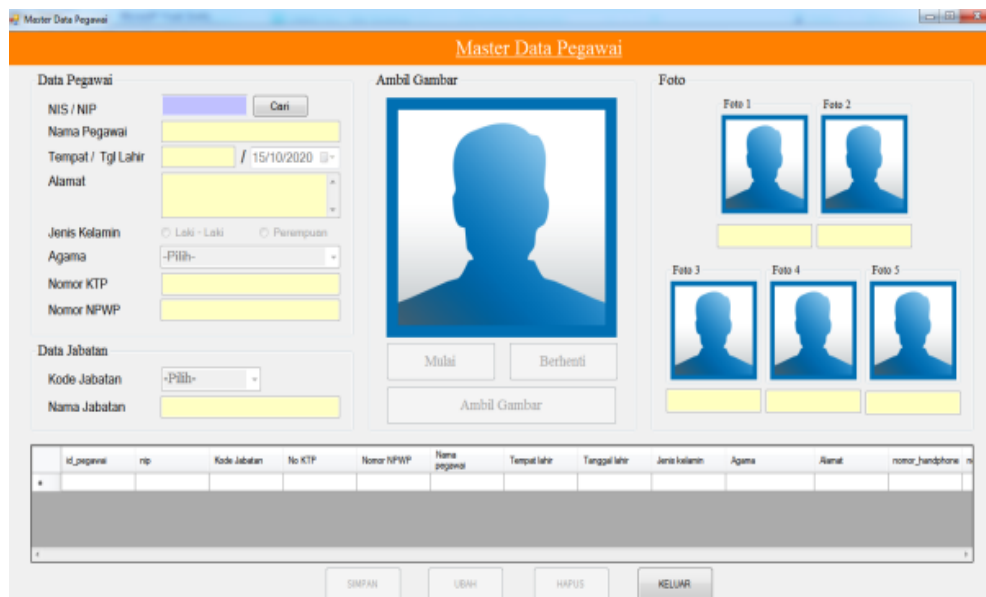 Master Data Pegawai
Master Data Pegawai
Data Pegawai
NIS / NIP
Cari
Nama Pegawai
Tempat / Tgl Lahir
/ 15/10/2020
Alamat
Jenis Kelamin
Laki - Laki
Perempuan
Agama
-Pilih-
Nomor KTP
Nomor NPWP
Data Jabatan
Kode Jabatan
-Pilih-
Nama Jabatan
Ambil Gambar
Mulai
Berhenti
Ambil Gambar
Foto
Foto 1
Foto 2
Foto 3
Foto 4
Foto 5
id_pegawai
nip
Kode Jabatan
No KTP
Nomor NPWP
Nama
pegawai
Tempat lahir
Tanggal lahir
Jenis kelamin
Agama
Alamat
nomor_handphone
SIMPAN
UBAH
HAPUS
KELUAR